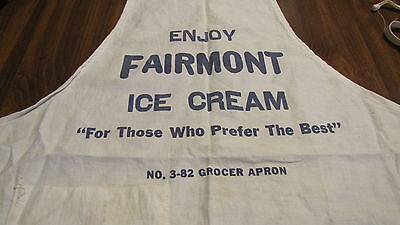 ENJOY
FAIRMONT
ICE CREAM
"For Those Who Prefer The Best"
NO. 3-82 GROCER APRON